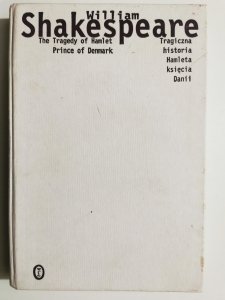 William
Shakespeare
The Tragedy of Hamlet
Prince of Denmark
Tragiczna
historia
Hamleta
księcia
Danii